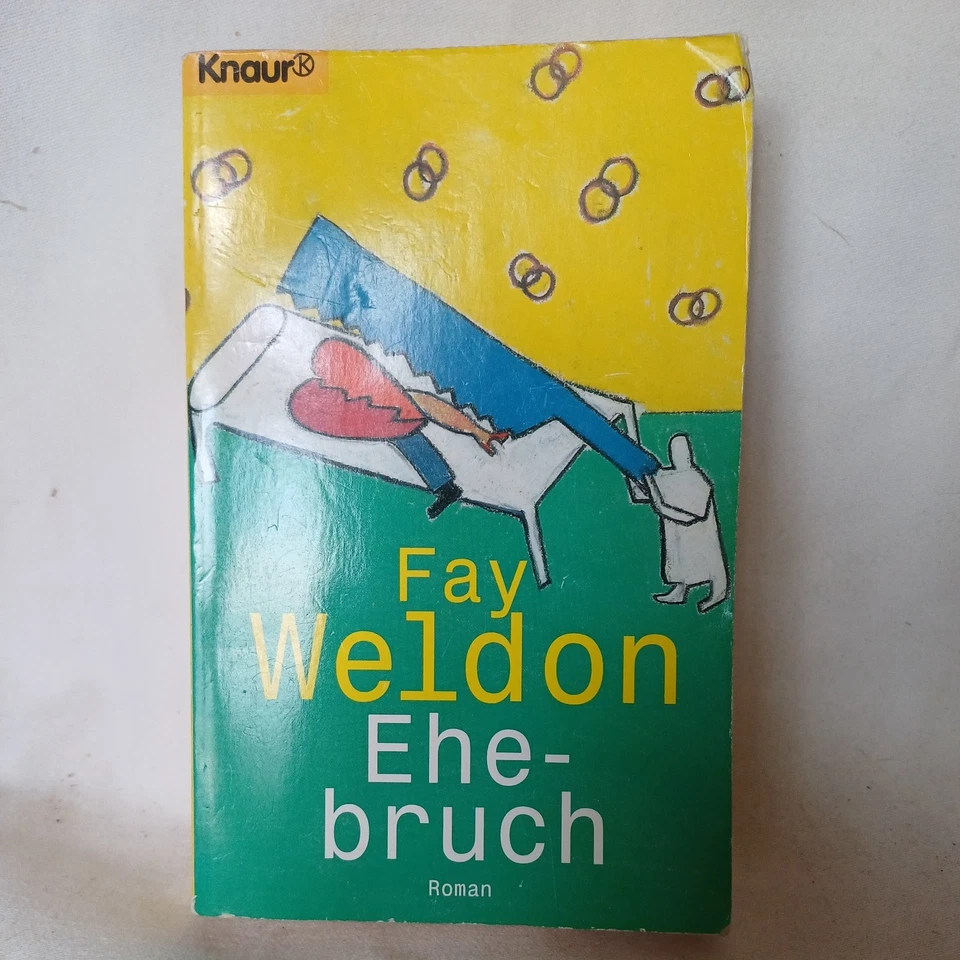 Knaur
Fay
Weldon
Ehe-
bruch
Roman